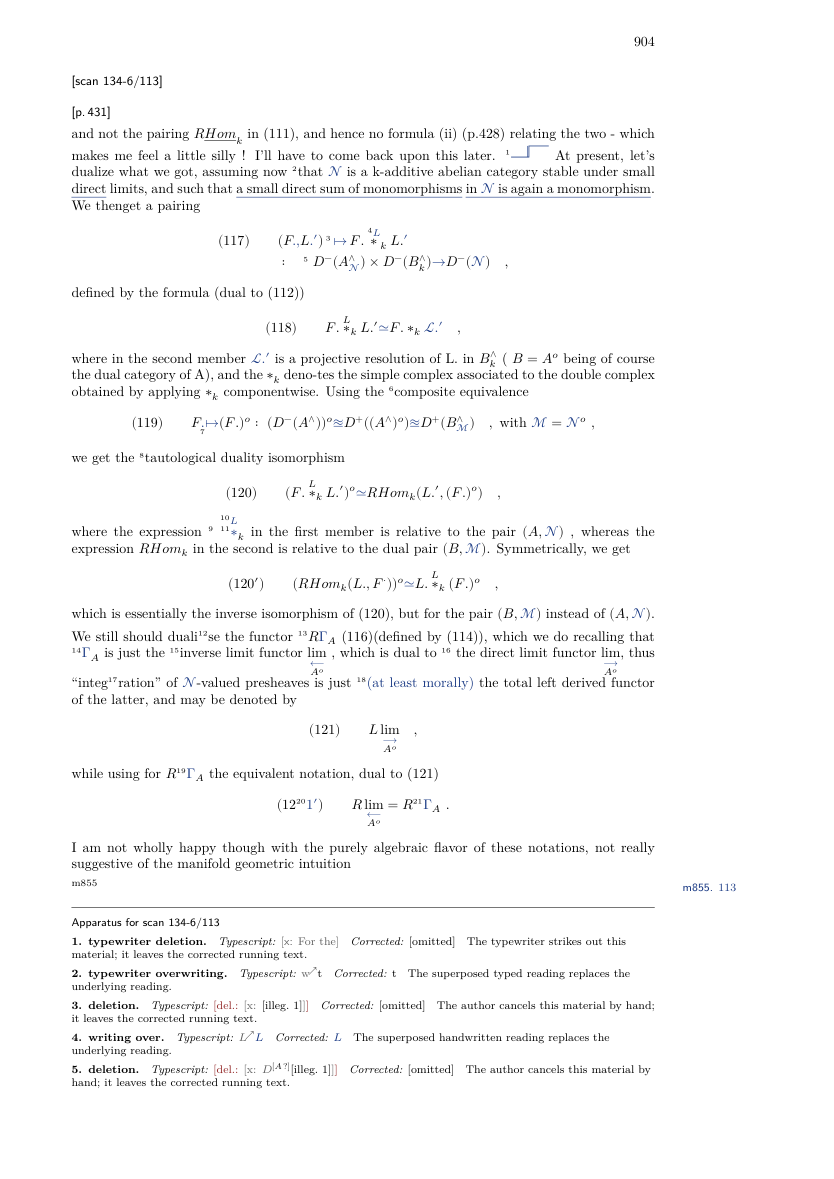 904
[scan 134-6/113]
[p. 431]
and not the pairing RHom_k in (111), and hence no formula (ii) (p.428) relating the two - which
makes me feel a little silly ! I'll have to come back upon this later. ¹ At present, let's
dualize what we got, assuming now ²that 𝒩 is a k-additive abelian category stable under small
direct limits, and such that a small direct sum of monomorphisms in 𝒩 is again a monomorphism.
We thenget a pairing
(117) (F.,L.′) ³ ↦ F. ⁴L * _k L.′
: ⁵ D⁻(A^∧_𝒩) × D⁻(B^∧_k)→D⁻(𝒩) ,
defined by the formula (dual to (112))
(118) F. L * _k L.′≃F. *_k ℒ.′ ,
where in the second member ℒ.′ is a projective resolution of L. in B^∧_k ( B = A^o being of course
the dual category of A), and the *_k deno-tes the simple complex associated to the double complex
obtained by applying *_k componentwise. Using the ⁶composite equivalence
(119) F.₇↦(F.)^o : (D⁻(A^∧))^o≊D⁺((A^∧)^o)≊D⁺(B^∧_ℳ) , with ℳ = 𝒩^o ,
we get the ⁸tautological duality isomorphism
(120) (F. L * _k L.′)^o≃RHom_k(L.′, (F.)^o) ,
where the expression ⁹ ¹⁰L ¹¹*_k in the first member is relative to the pair (A, 𝒩) , whereas the
expression RHom_k in the second is relative to the dual pair (B, ℳ). Symmetrically, we get
(120′) (RHom_k(L., F˙))^o≃L. L * _k (F.)^o ,
which is essentially the inverse isomorphism of (120), but for the pair (B, ℳ) instead of (A, 𝒩).
We still should duali¹²se the functor ¹³RΓ_A (116)(defined by (114)), which we do recalling that
¹⁴Γ_A is just the ¹⁵inverse limit functor lim ← A^o , which is dual to ¹⁶ the direct limit functor lim → A^o, thus
“integ¹⁷ration” of 𝒩-valued presheaves is just ¹⁸(at least morally) the total left derived functor
of the latter, and may be denoted by
(121) L lim → A^o ,
while using for R¹⁹Γ_A the equivalent notation, dual to (121)
(12²⁰1′) R lim ← A^o = R²¹Γ_A .
I am not wholly happy though with the purely algebraic flavor of these notations, not really
suggestive of the manifold geometric intuition
m855
m855. 113
Apparatus for scan 134-6/113
1. typewriter deletion. Typescript: [x: For the] Corrected: [omitted] The typewriter strikes out this
material; it leaves the corrected running text.
2. typewriter overwriting. Typescript: w↗t Corrected: t The superposed typed reading replaces the
underlying reading.
3. deletion. Typescript: [del.: [x: [illeg. 1]]] Corrected: [omitted] The author cancels this material by hand;
it leaves the corrected running text.
4. writing over. Typescript: L↗L Corrected: L The superposed handwritten reading replaces the
underlying reading.
5. deletion. Typescript: [del.: [x: D^[A?][illeg. 1]]] Corrected: [omitted] The author cancels this material by
hand; it leaves the corrected running text.